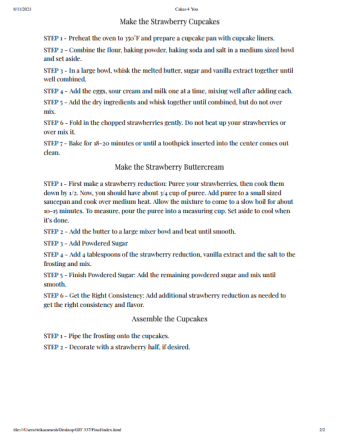 9/13/2021 Cakes 4 You
Make the Strawberry Cupcakes
STEP 1 - Preheat the oven to 350°F and prepare a cupcake pan with cupcake liners.
STEP 2 - Combine the flour, baking powder, baking soda and salt in a medium sized bowl
and set aside.
STEP 3 - In a large bowl, whisk the melted butter, sugar and vanilla extract together until
well combined.
STEP 4 - Add the eggs, sour cream and milk one at a time, mixing well after adding each.
STEP 5 - Add the dry ingredients and whisk together until combined, but do not over
mix.
STEP 6 - Fold in the chopped strawberries gently. Do not beat up your strawberries or
over mix it.
STEP 7 - Bake for 18-20 minutes or until a toothpick inserted into the center comes out
clean.
Make the Strawberry Buttercream
STEP 1 - First make a strawberry reduction: Puree your strawberries, then cook them
down by 1/2. Now, you should have about 3/4 cup of puree. Add puree to a small sized
saucepan and cook over medium heat. Allow the mixture to come to a slow boil for about
10-15 minutes. To measure, pour the puree into a measuring cup. Set aside to cool when
it's done.
STEP 2 - Add the butter to a large mixer bowl and beat until smooth.
STEP 3 - Add Powdered Sugar
STEP 4 - Add 4 tablespoons of the strawberry reduction, vanilla extract and the salt to the
frosting and mix.
STEP 5 - Finish Powdered Sugar: Add the remaining powdered sugar and mix until
smooth.
STEP 6 - Get the Right Consistency: Add additional strawberry reduction as needed to
get the right consistency and flavor.
Assemble the Cupcakes
STEP 1 - Pipe the frosting onto the cupcakes.
STEP 2 - Decorate with a strawberry half, if desired.
2/2